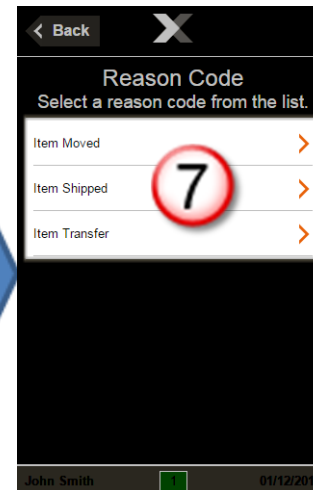 Back
Reason Code
Select a reason code from the list.
Item Moved
Item Shipped
7
Item Transfer
John Smith 1 01/12/201